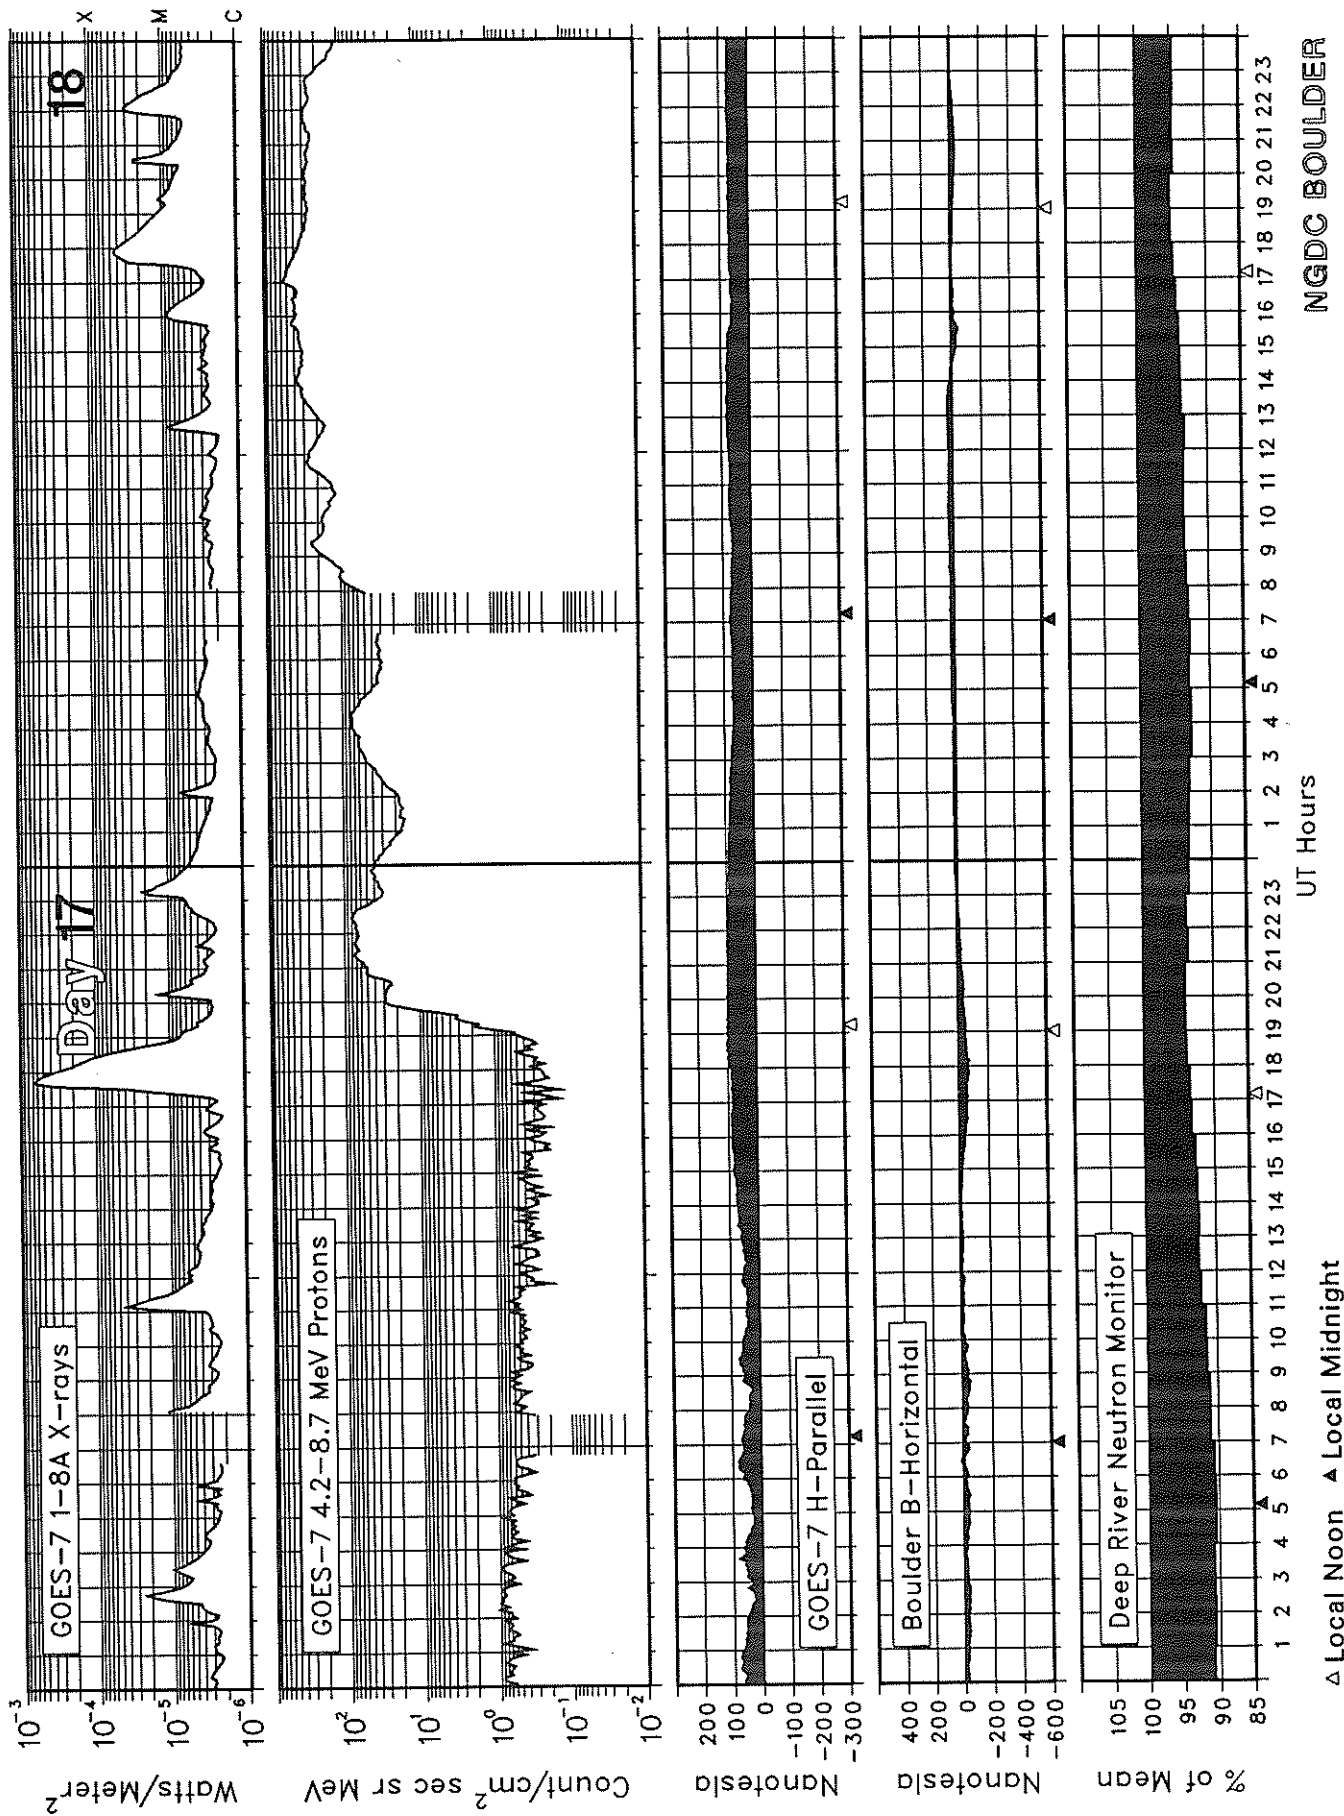 Day 17
18
GOES-7 1-8A X-rays
10⁻³
10⁻⁴
10⁻⁵
10⁻⁶
Watts/Meter²
X
M
C
GOES-7 4.2-8.7 MeV Protons
10²
10¹
10⁰
10⁻¹
10⁻²
Count/cm² sec sr MeV
GOES-7 H-Parallel
200
100
0
-100
-200
-300
Nanotesla
Boulder B-Horizontal
400
200
0
-200
-400
-600
Nanotesla
Deep River Neutron Monitor
105
100
95
90
85
% of Mean
1 2 3 4 5 6 7 8 9 10 11 12 13 14 15 16 17 18 19 20 21 22 23 1 2 3 4 5 6 7 8 9 10 11 12 13 14 15 16 17 18 19 20 21 22 23
UT Hours
△ Local Noon ▲ Local Midnight
NGDC BOULDER